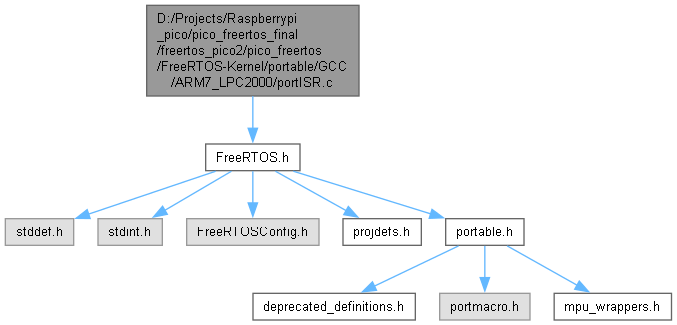 D:/Projects/Raspberrypi
_pico/pico_freertos_final
/freertos_pico2/pico_freertos
/FreeRTOS-Kernel/portable/GCC
/ARM7_LPC2000/portISR.c
FreeRTOS.h
stddef.h
stdint.h
FreeRTOSConfig.h
projdefs.h
portable.h
deprecated_definitions.h
portmacro.h
mpu_wrappers.h